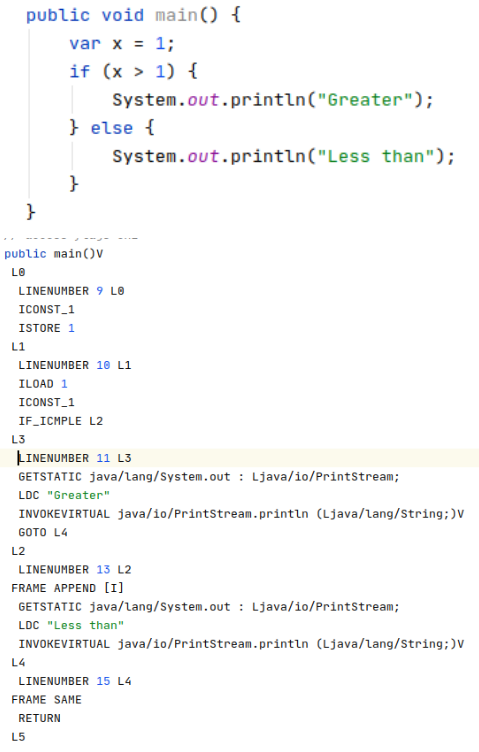 public void main() {
    var x = 1;
    if (x > 1) {
        System.out.println("Greater");
    } else {
        System.out.println("Less than");
    }
}
public main()V
 L0
  LINENUMBER 9 L0
  ICONST_1
  ISTORE 1
 L1
  LINENUMBER 10 L1
  ILOAD 1
  ICONST_1
  IF_ICMPLE L2
 L3
  LINENUMBER 11 L3
  GETSTATIC java/lang/System.out : Ljava/io/PrintStream;
  LDC "Greater"
  INVOKEVIRTUAL java/io/PrintStream.println (Ljava/lang/String;)V
  GOTO L4
 L2
  LINENUMBER 13 L2
 FRAME APPEND [I]
  GETSTATIC java/lang/System.out : Ljava/io/PrintStream;
  LDC "Less than"
  INVOKEVIRTUAL java/io/PrintStream.println (Ljava/lang/String;)V
 L4
  LINENUMBER 15 L4
 FRAME SAME
  RETURN
 L5